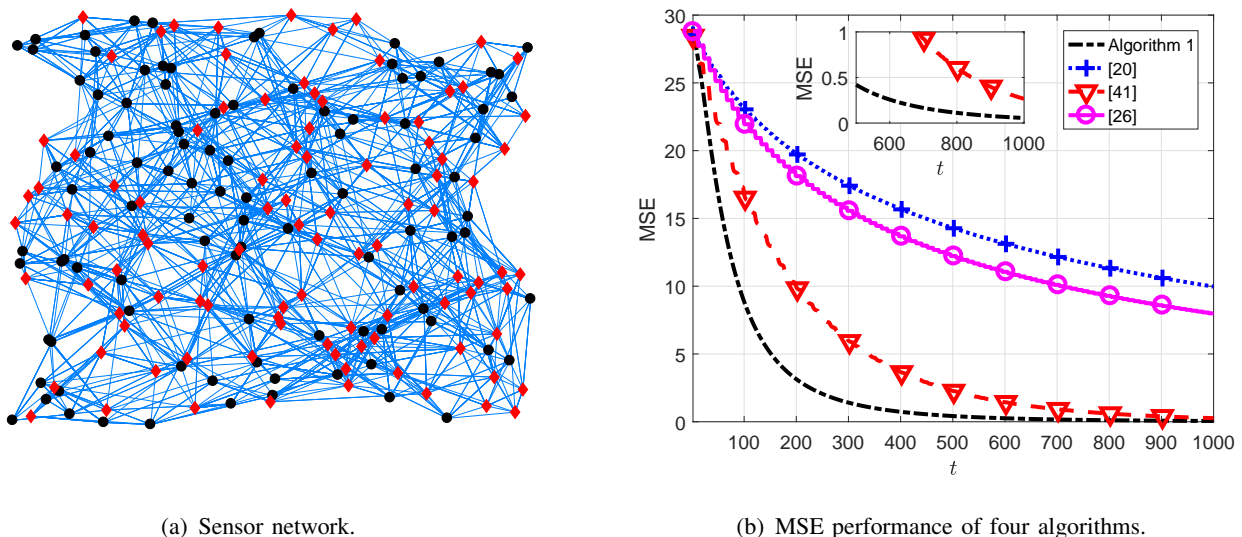 30
25
20
15
10
5
0
MSE
100 200 300 400 500 600 700 800 900 1000
t
1
0.5
0
MSE
600 800 1000
t
Algorithm 1
[20]
[41]
[26]
(a) Sensor network.
(b) MSE performance of four algorithms.